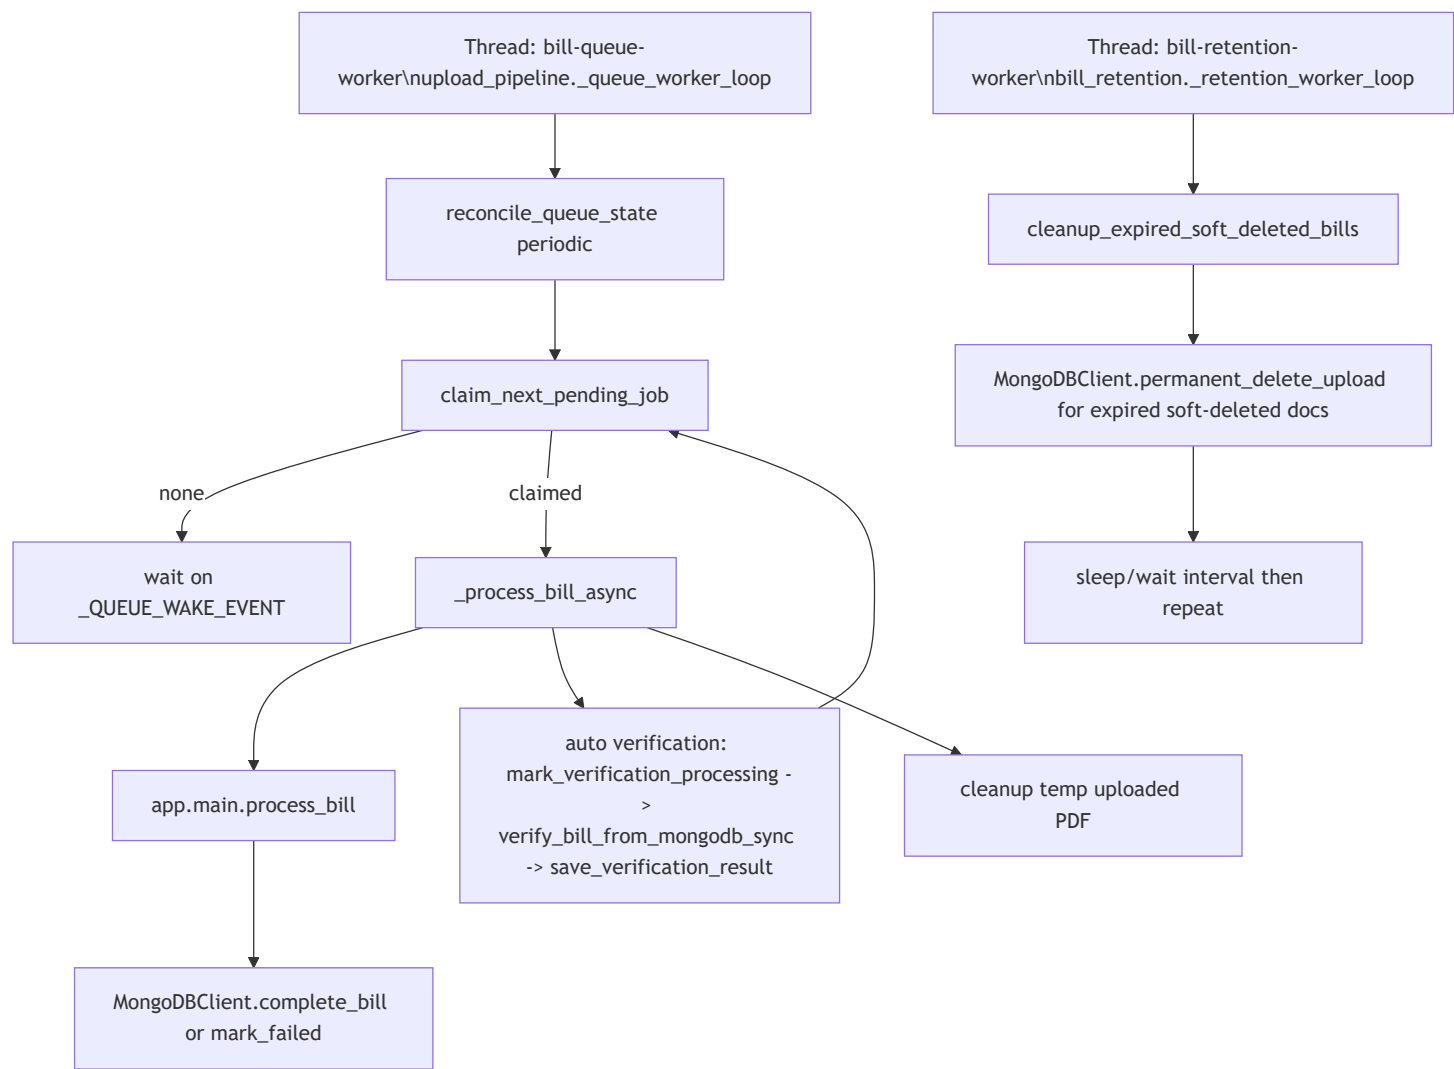 Thread: bill-queue-
worker\nupload_pipeline._queue_worker_loop
Thread: bill-retention-
worker\nbill_retention._retention_worker_loop
reconcile_queue_state
periodic
cleanup_expired_soft_deleted_bills
claim_next_pending_job
MongoDBClient.permanent_delete_upload
for expired soft-deleted docs
none
claimed
wait on
_QUEUE_WAKE_EVENT
_process_bill_async
sleep/wait interval then
repeat
app.main.process_bill
auto verification:
mark_verification_processing -
>
verify_bill_from_mongodb_sync
-> save_verification_result
cleanup temp uploaded
PDF
MongoDBClient.complete_bill
or mark_failed